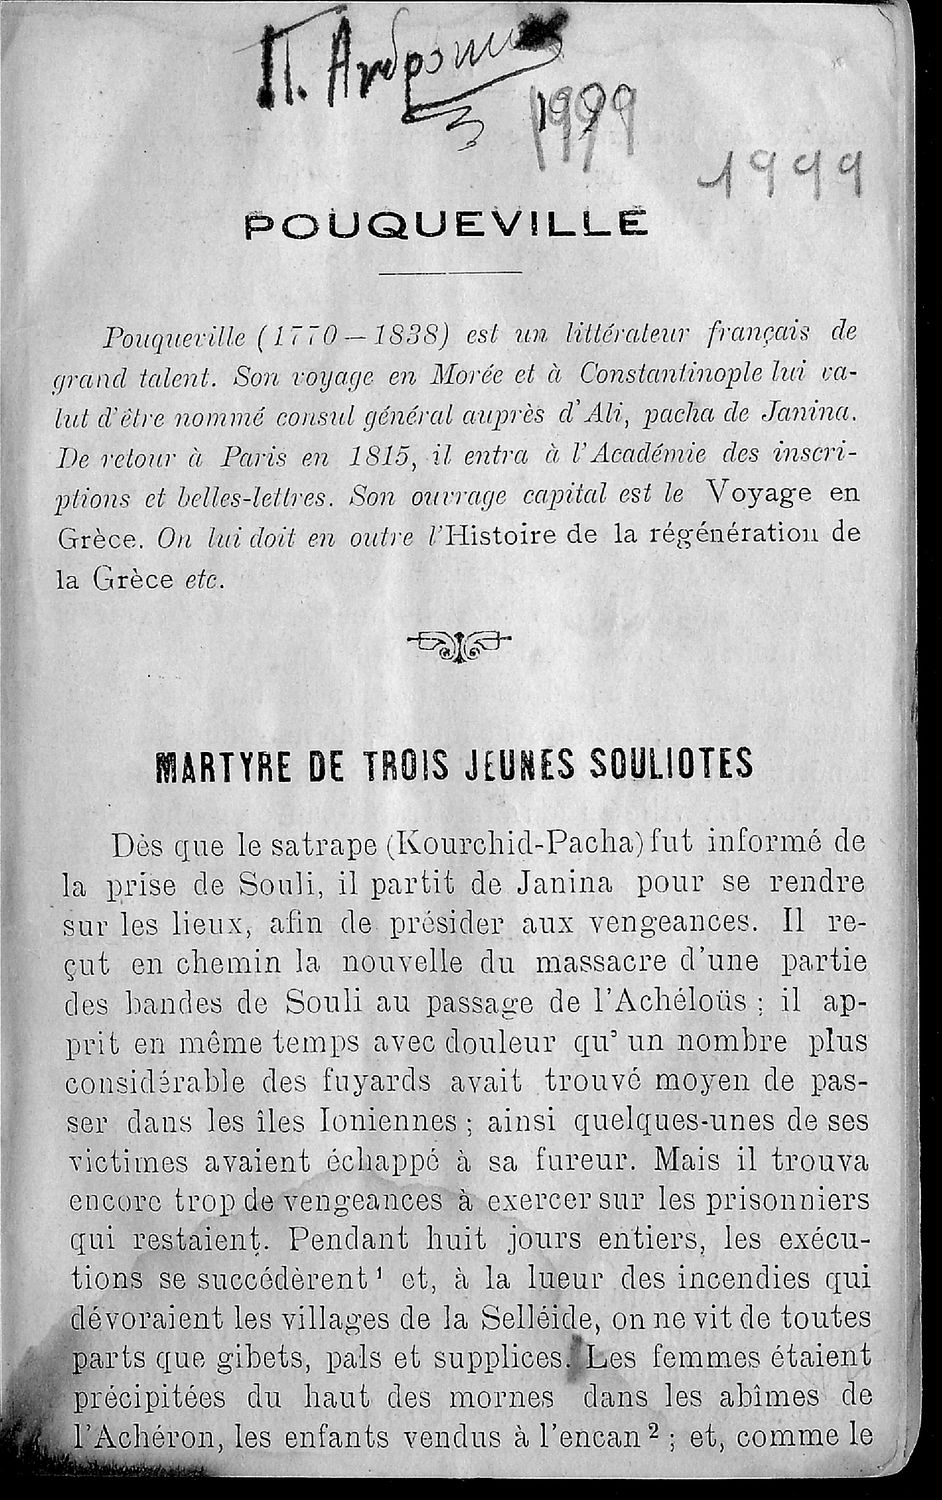 Π.
1999
1999
POUQUEVILLE
Pouqueville (1770 — 1838) est un littérateur français de
grand talent. Son voyage en Morée et à Constantinople lui va-
lut d'être nommé consul général auprès d'Ali, pacha de Janina.
De retour à Paris en 1815, il entra à l'Académie des inscri-
ptions et belles-lettres. Son ouvrage capital est le Voyage en
Grèce. On lui doit en outre l'Histoire de la régénération de
la Grèce etc.
MARTYRE DE TROIS JEUNES SOULIOTES
Dès que le satrape (Kourchid-Pacha) fut informé de
la prise de Souli, il partit de Janina pour se rendre
sur les lieux, afin de présider aux vengeances. Il re-
çut en chemin la nouvelle du massacre d'une partie
des bandes de Souli au passage de l'Achéloüs ; il ap-
prit en même temps avec douleur qu' un nombre plus
considérable des fuyards avait trouvé moyen de pas-
ser dans les îles Ioniennes ; ainsi quelques-unes de ses
victimes avaient échappé à sa fureur. Mais il trouva
encore trop de vengeances à exercer sur les prisonniers
qui restaient. Pendant huit jours entiers, les exécu-
tions se succédèrent ¹ et, à la lueur des incendies qui
dévoraient les villages de la Selléide, on ne vit de toutes
parts que gibets, pals et supplices. Les femmes étaient
précipitées du haut des mornes dans les abîmes de
l'Achéron, les enfants vendus à l'encan ² ; et, comme le